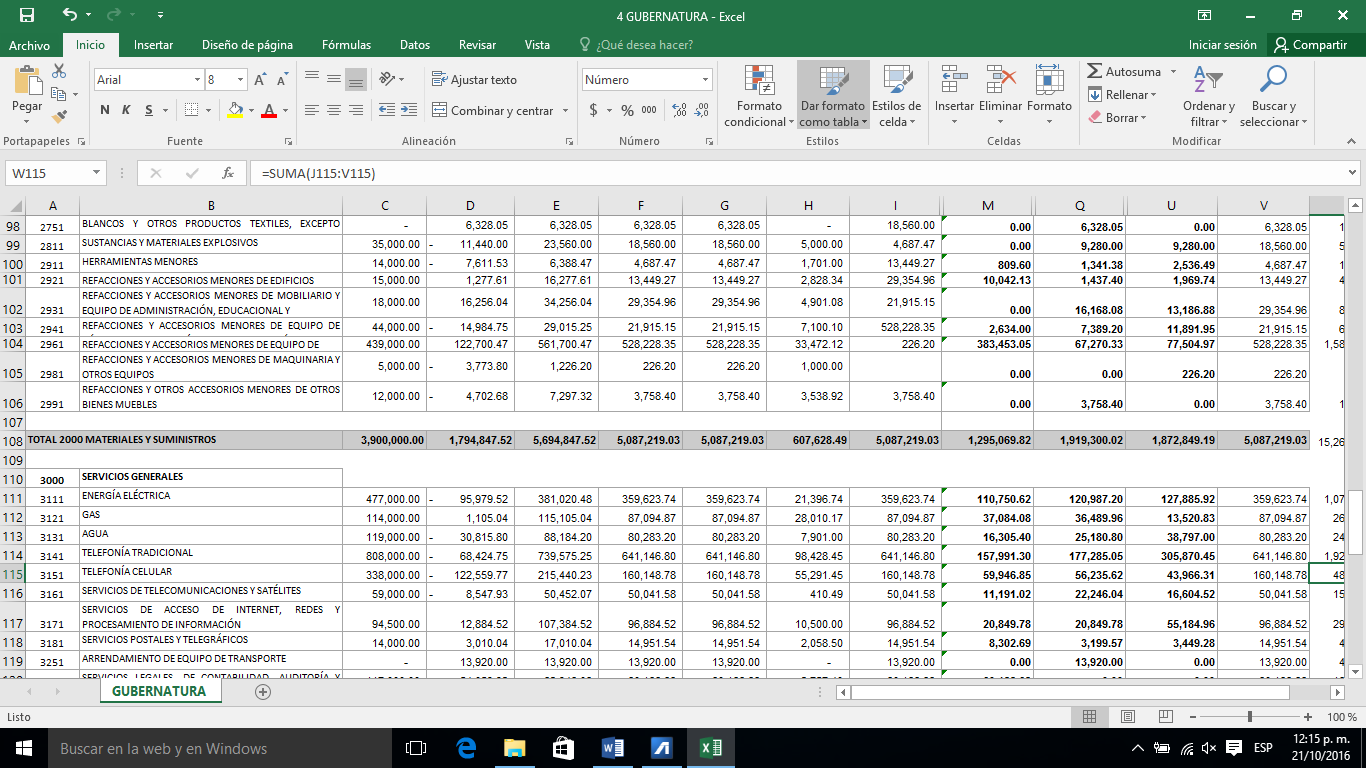 4 GUBERNATURA - Excel
Archivo Inicio Insertar Diseño de página Fórmulas Datos Revisar Vista ¿Qué desea hacer? Iniciar sesión Compartir
Arial 8 Ajustar texto Número Autosuma
Rellenar
Pegar N K S A Combinar y centrar $ % 000 Formato condicional Dar formato como tabla Estilos de celda Insertar Eliminar Formato Borrar Ordenar y filtrar Buscar y seleccionar
Portapapeles Fuente Alineación Número Estilos Celdas Modificar
W115 fx =SUMA(J115:V115)
A B C D E F G H I M Q U V
98 2751 BLANCOS Y OTROS PRODUCTOS TEXTILES, EXCEPTO - 6,328.05 6,328.05 6,328.05 6,328.05 - 18,560.00 0.00 6,328.05 0.00 6,328.05 1
99 2811 SUSTANCIAS Y MATERIALES EXPLOSIVOS 35,000.00 - 11,440.00 23,560.00 18,560.00 18,560.00 5,000.00 4,687.47 0.00 9,280.00 9,280.00 18,560.00 5
100 2911 HERRAMIENTAS MENORES 14,000.00 - 7,611.53 6,388.47 4,687.47 4,687.47 1,701.00 13,449.27 809.60 1,341.38 2,536.49 4,687.47 1
101 2921 REFACCIONES Y ACCESORIOS MENORES DE EDIFICIOS 15,000.00 1,277.61 16,277.61 13,449.27 13,449.27 2,828.34 29,354.96 10,042.13 1,437.40 1,969.74 13,449.27 4
REFACCIONES Y ACCESORIOS MENORES DE MOBILIARIO Y
102 2931 EQUIPO DE ADMINISTRACIÓN, EDUCACIONAL Y 18,000.00 16,256.04 34,256.04 29,354.96 29,354.96 4,901.08 21,915.15 0.00 16,168.08 13,186.88 29,354.96 8
103 2941 REFACCIONES Y ACCESORIOS MENORES DE EQUIPO DE 44,000.00 - 14,984.75 29,015.25 21,915.15 21,915.15 7,100.10 528,228.35 2,634.00 7,389.20 11,891.95 21,915.15 6
104 2961 REFACCIONES Y ACCESORIOS MENORES DE EQUIPO DE 439,000.00 122,700.47 561,700.47 528,228.35 528,228.35 33,472.12 226.20 383,453.05 67,270.33 77,504.97 528,228.35 1,58
REFACCIONES Y ACCESORIOS MENORES DE MAQUINARIA Y
105 2981 OTROS EQUIPOS 5,000.00 - 3,773.80 1,226.20 226.20 226.20 1,000.00 0.00 0.00 226.20 226.20
REFACCIONES Y OTROS ACCESORIOS MENORES DE OTROS
106 2991 BIENES MUEBLES 12,000.00 - 4,702.68 7,297.32 3,758.40 3,758.40 3,538.92 3,758.40 0.00 3,758.40 0.00 3,758.40 1
107
108 TOTAL 2000 MATERIALES Y SUMINISTROS 3,900,000.00 1,794,847.52 5,694,847.52 5,087,219.03 5,087,219.03 607,628.49 5,087,219.03 1,295,069.82 1,919,300.02 1,872,849.19 5,087,219.03 15,26
109
110 3000 SERVICIOS GENERALES
111 3111 ENERGÍA ELÉCTRICA 477,000.00 - 95,979.52 381,020.48 359,623.74 359,623.74 21,396.74 359,623.74 110,750.62 120,987.20 127,885.92 359,623.74 1,07
112 3121 GAS 114,000.00 1,105.04 115,105.04 87,094.87 87,094.87 28,010.17 87,094.87 37,084.08 36,489.96 13,520.83 87,094.87 26
113 3131 AGUA 119,000.00 - 30,815.80 88,184.20 80,283.20 80,283.20 7,901.00 80,283.20 16,305.40 25,180.80 38,797.00 80,283.20 24
114 3141 TELEFONÍA TRADICIONAL 808,000.00 - 68,424.75 739,575.25 641,146.80 641,146.80 98,428.45 641,146.80 157,991.30 177,285.05 305,870.45 641,146.80 1,92
115 3151 TELEFONÍA CELULAR 338,000.00 - 122,559.77 215,440.23 160,148.78 160,148.78 55,291.45 160,148.78 59,946.85 56,235.62 43,966.31 160,148.78 48
116 3161 SERVICIOS DE TELECOMUNICACIONES Y SATÉLITES 59,000.00 - 8,547.93 50,452.07 50,041.58 50,041.58 410.49 50,041.58 11,191.02 22,246.04 16,604.52 50,041.58 15
SERVICIOS DE ACCESO DE INTERNET, REDES Y
117 3171 PROCESAMIENTO DE INFORMACIÓN 94,500.00 12,884.52 107,384.52 96,884.52 96,884.52 10,500.00 96,884.52 20,849.78 20,849.78 55,184.96 96,884.52 29
118 3181 SERVICIOS POSTALES Y TELEGRÁFICOS 14,000.00 3,010.04 17,010.04 14,951.54 14,951.54 2,058.50 14,951.54 8,302.69 3,199.57 3,449.28 14,951.54 4
119 3251 ARRENDAMIENTO DE EQUIPO DE TRANSPORTE - 13,920.00 13,920.00 13,920.00 13,920.00 - 13,920.00 0.00 13,920.00 0.00 13,920.00 4
SERVICIOS LEGALES, DE CONTABILIDAD, AUDITORÍA Y
GUBERNATURA
Listo 100 %
Buscar en la web y en Windows ESP 12:15 p. m.
21/10/2016